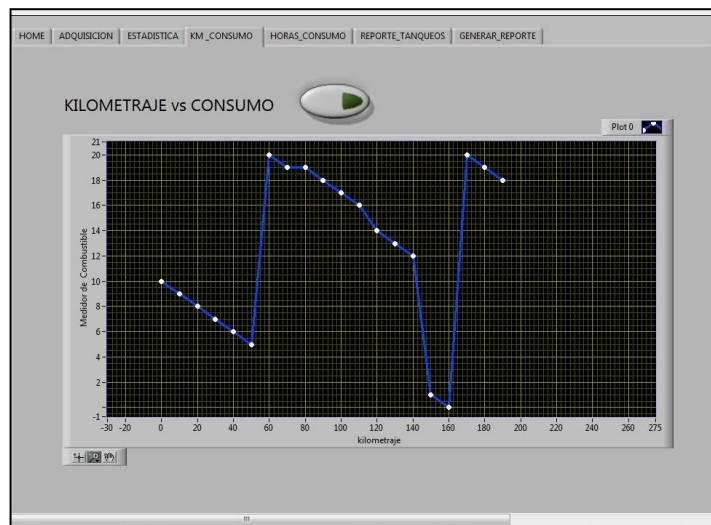 HOME ADQUISICION ESTADISTICA KM_CONSUMO HORAS_CONSUMO REPORTE_TANQUEOS GENERAR_REPORTE
KILOMETRAJE vs CONSUMO
Plot 0
Medidor de Combustible
21
20
18
16
14
12
10
8
6
4
2
-1
-30 -20 0 20 40 60 80 100 120 140 160 180 200 220 240 260 275
kilometraje